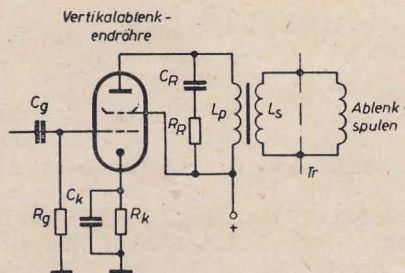 Vertikalablenk-
endröhre
Cg
CR
RR
Lp
Ls
Ablenk-
spulen
Tr
Ck
Rk
Rg
+